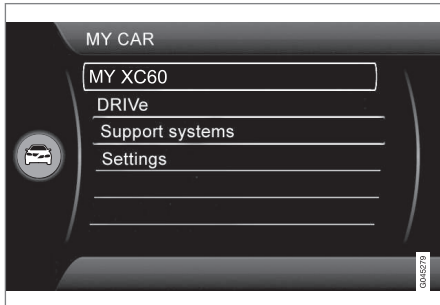 MY CAR
MY XC60
DRIVe
Support systems
Settings
G045279